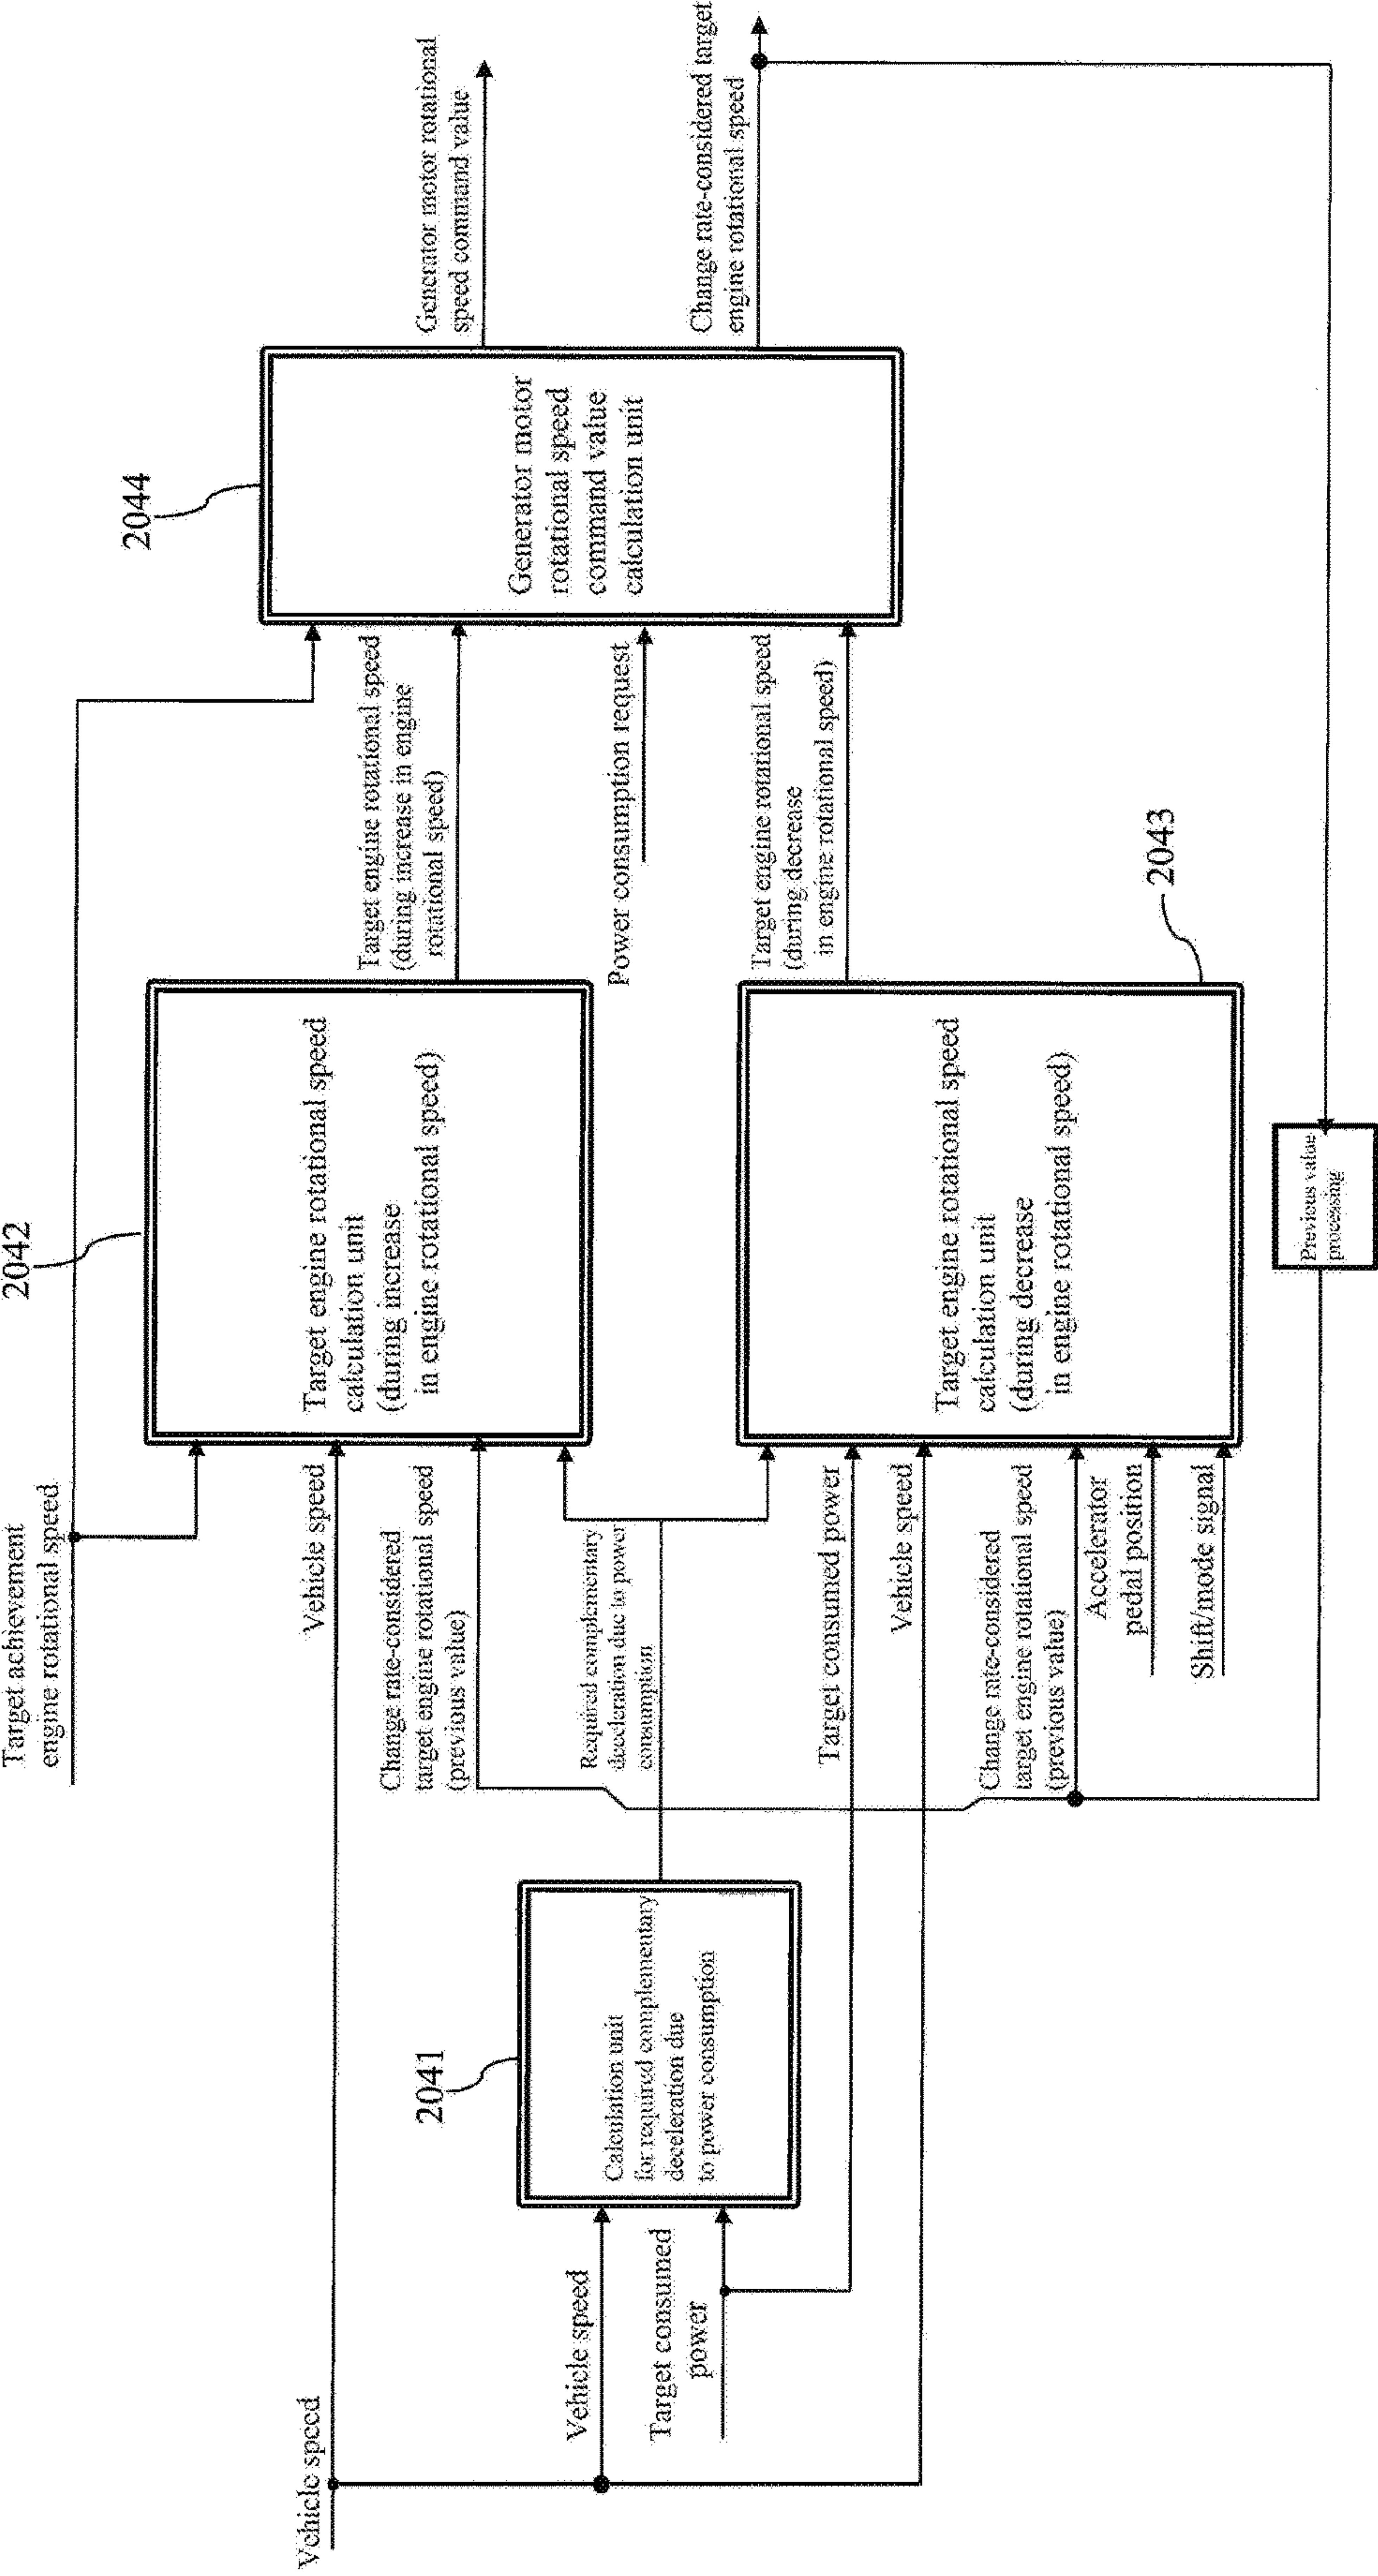 Target achievement
engine rotational speed
2042
2044
Vehicle speed
Vehicle speed
Change rate-considered
target engine rotational speed
(previous value)
Target engine rotational speed
calculation unit
(during increase
in engine rotational speed)
Target engine rotational speed
(during increase in engine
rotational speed)
Generator motor rotational
speed command value
2041
Vehicle speed
Target consumed
power
Calculation unit
for required complementary
deceleration due
to power consumption
Required complementary
deceleration due to power
consumption
Power consumption request
Generator motor
rotational speed
command value
calculation unit
Change rate-considered target
engine rotational speed
Target consumed power
Vehicle speed
Change rate-considered
target engine rotational speed
(previous value)
Accelerator
pedal position
Shift/mode signal
Target engine rotational speed
calculation unit
(during decrease
in engine rotational speed)
Target engine rotational speed
(during decrease
in engine rotational speed)
2043
Previous value
processing